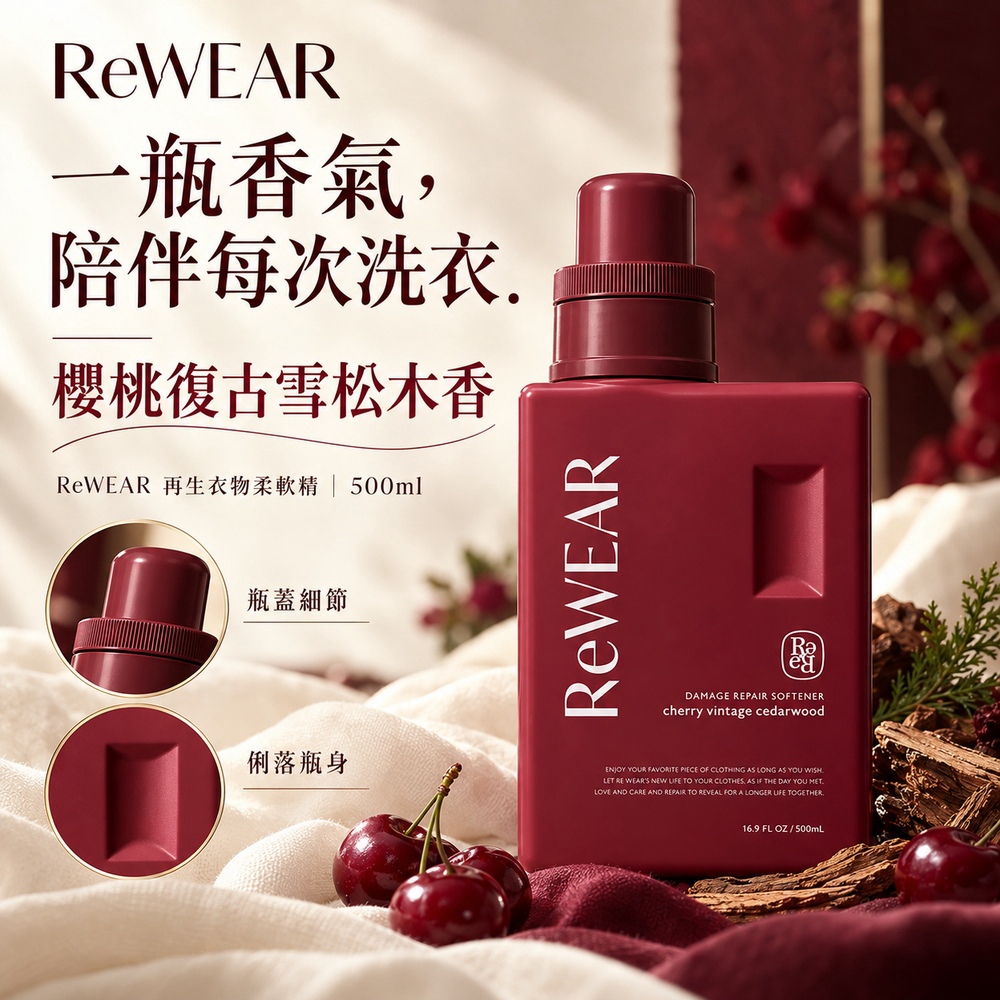 ReWEAR
一瓶香氣，
陪伴每次洗衣.
櫻桃復古雪松木香
ReWEAR 再生衣物柔軟精｜500ml
瓶蓋細節
俐落瓶身
ReWEAR
DAMAGE REPAIR SOFTENER
cherry vintage cedarwood
ENJOY YOUR FAVORITE PIECE OF CLOTHING AS LONG AS YOU WISH.
LET RE WEAR'S NEW LIFE TO YOUR CLOTHES, AS IF THE DAY YOU MET.
LOVE AND CARE AND REPAIR TO REVEAL FOR A LONGER LIFE TOGETHER.
16.9 FL OZ / 500mL